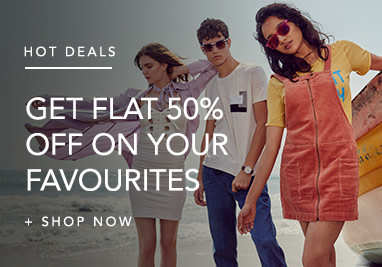 HOT DEALS
GET FLAT 50%
OFF ON YOUR
FAVOURITES
+ SHOP NOW